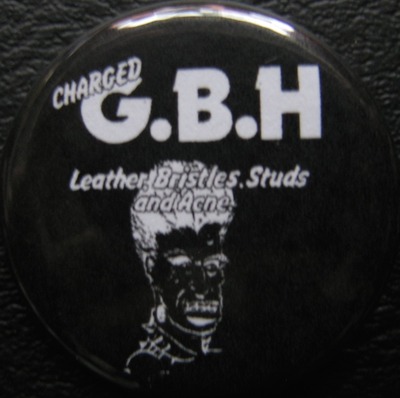 CHARGED
G.B.H
Leather, Bristles, Studs
and Acne